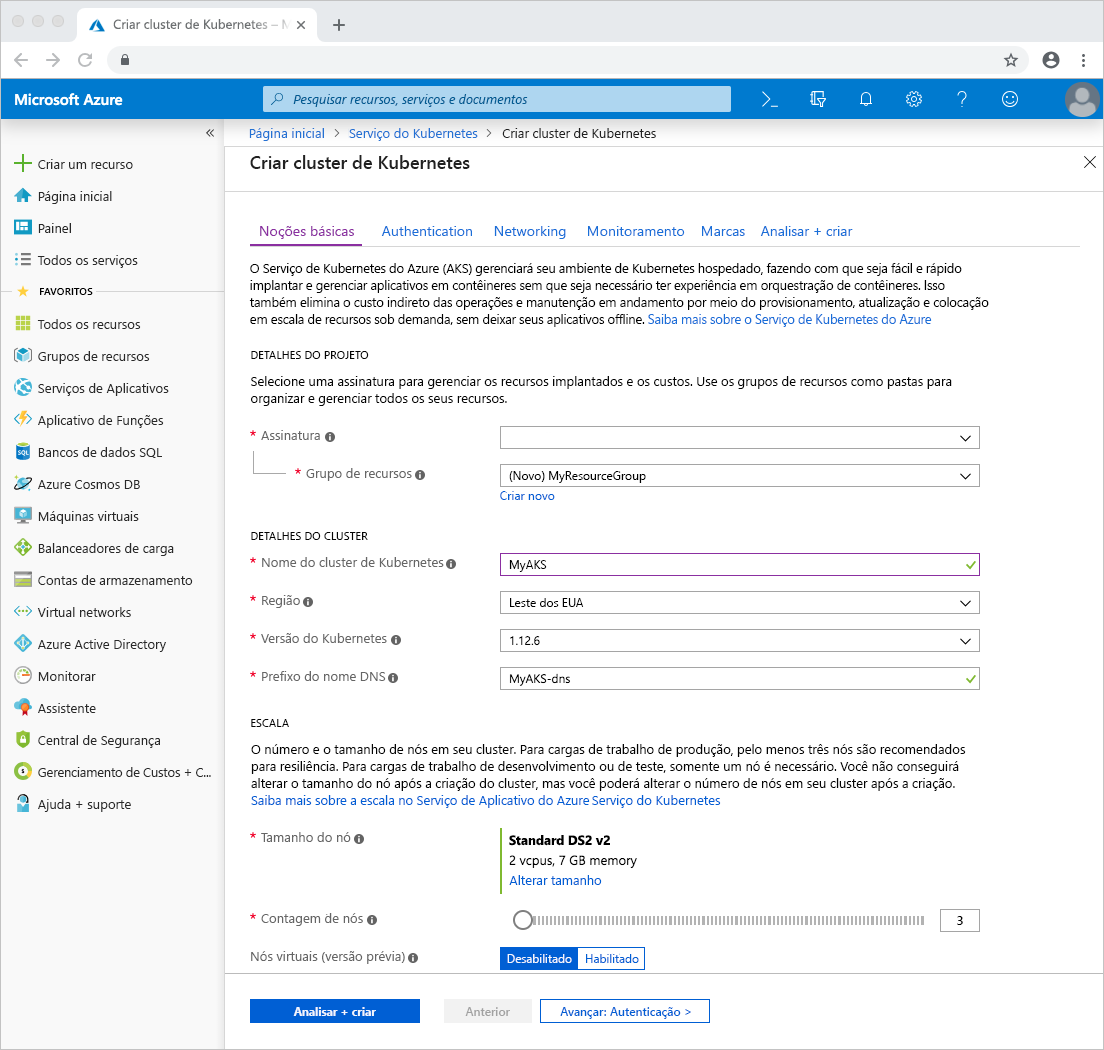 Criar cluster de Kubernetes –
Microsoft Azure
Pesquisar recursos, serviços e documentos
Página inicial > Serviço do Kubernetes > Criar cluster de Kubernetes
Criar cluster de Kubernetes
Criar um recurso
Página inicial
Painel
Todos os serviços
FAVORITOS
Todos os recursos
Grupos de recursos
Serviços de Aplicativos
Aplicativo de Funções
Bancos de dados SQL
Azure Cosmos DB
Máquinas virtuais
Balanceadores de carga
Contas de armazenamento
Virtual networks
Azure Active Directory
Monitorar
Assistente
Central de Segurança
Gerenciamento de Custos + C...
Ajuda + suporte
Noções básicas Authentication Networking Monitoramento Marcas Analisar + criar
O Serviço de Kubernetes do Azure (AKS) gerenciará seu ambiente de Kubernetes hospedado, fazendo com que seja fácil e rápido
implantar e gerenciar aplicativos em contêineres sem que seja necessário ter experiência em orquestração de contêineres. Isso
também elimina o custo indireto das operações e manutenção em andamento por meio do provisionamento, atualização e colocação
em escala de recursos sob demanda, sem deixar seus aplicativos offline. Saiba mais sobre o Serviço de Kubernetes do Azure
DETALHES DO PROJETO
Selecione uma assinatura para gerenciar os recursos implantados e os custos. Use os grupos de recursos como pastas para
organizar e gerenciar todos os seus recursos.
* Assinatura
* Grupo de recursos (Novo) MyResourceGroup
Criar novo
DETALHES DO CLUSTER
* Nome do cluster de Kubernetes MyAKS
* Região Leste dos EUA
* Versão do Kubernetes 1.12.6
* Prefixo do nome DNS MyAKS-dns
ESCALA
O número e o tamanho de nós em seu cluster. Para cargas de trabalho de produção, pelo menos três nós são recomendados
para resiliência. Para cargas de trabalho de desenvolvimento ou de teste, somente um nó é necessário. Você não conseguirá
alterar o tamanho do nó após a criação do cluster, mas você poderá alterar o número de nós em seu cluster após a criação.
Saiba mais sobre a escala no Serviço de Aplicativo do Azure Serviço do Kubernetes
* Tamanho do nó Standard DS2 v2
2 vcpus, 7 GB memory
Alterar tamanho
* Contagem de nós 3
Nós virtuais (versão prévia) Desabilitado Habilitado
Analisar + criar Anterior Avançar: Autenticação >